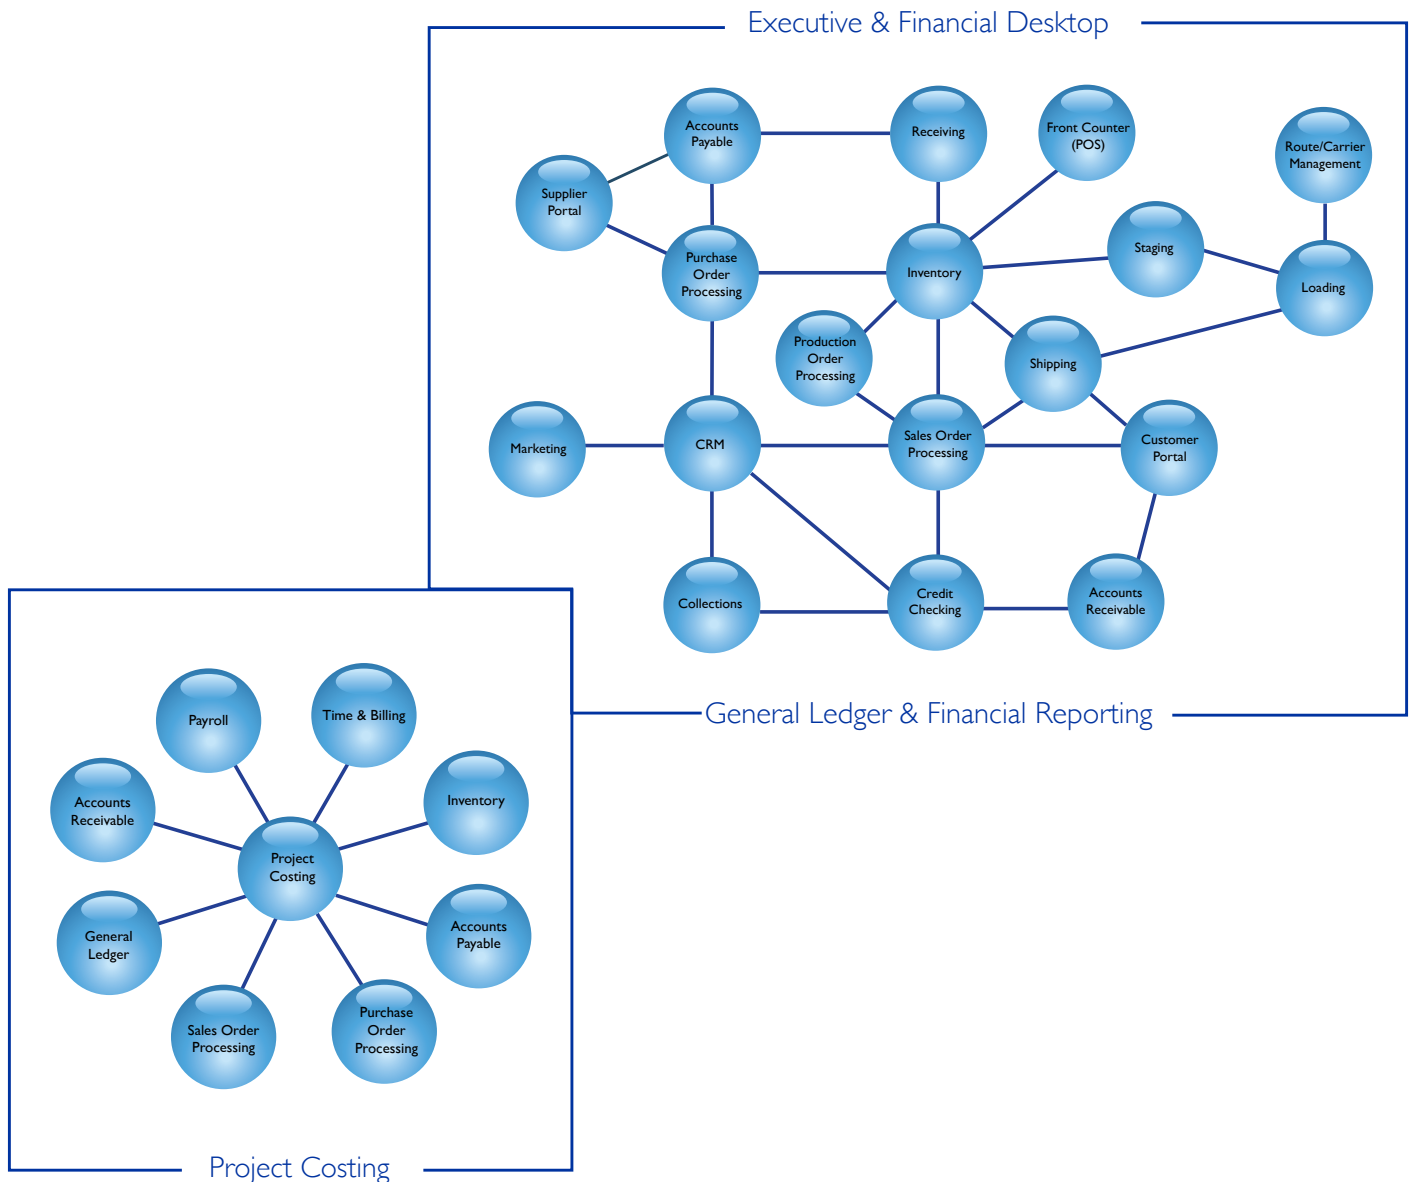 Executive & Financial Desktop
Accounts
Payable
Receiving
Front Counter
(POS)
Route/Carrier
Management
Supplier
Portal
Purchase
Order
Processing
Inventory
Staging
Loading
Production
Order
Processing
Shipping
Marketing
CRM
Sales Order
Processing
Customer
Portal
Collections
Credit
Checking
Accounts
Receivable
General Ledger & Financial Reporting
Payroll
Time & Billing
Accounts
Receivable
Inventory
Project
Costing
General
Ledger
Accounts
Payable
Sales Order
Processing
Purchase
Order
Processing
Project Costing